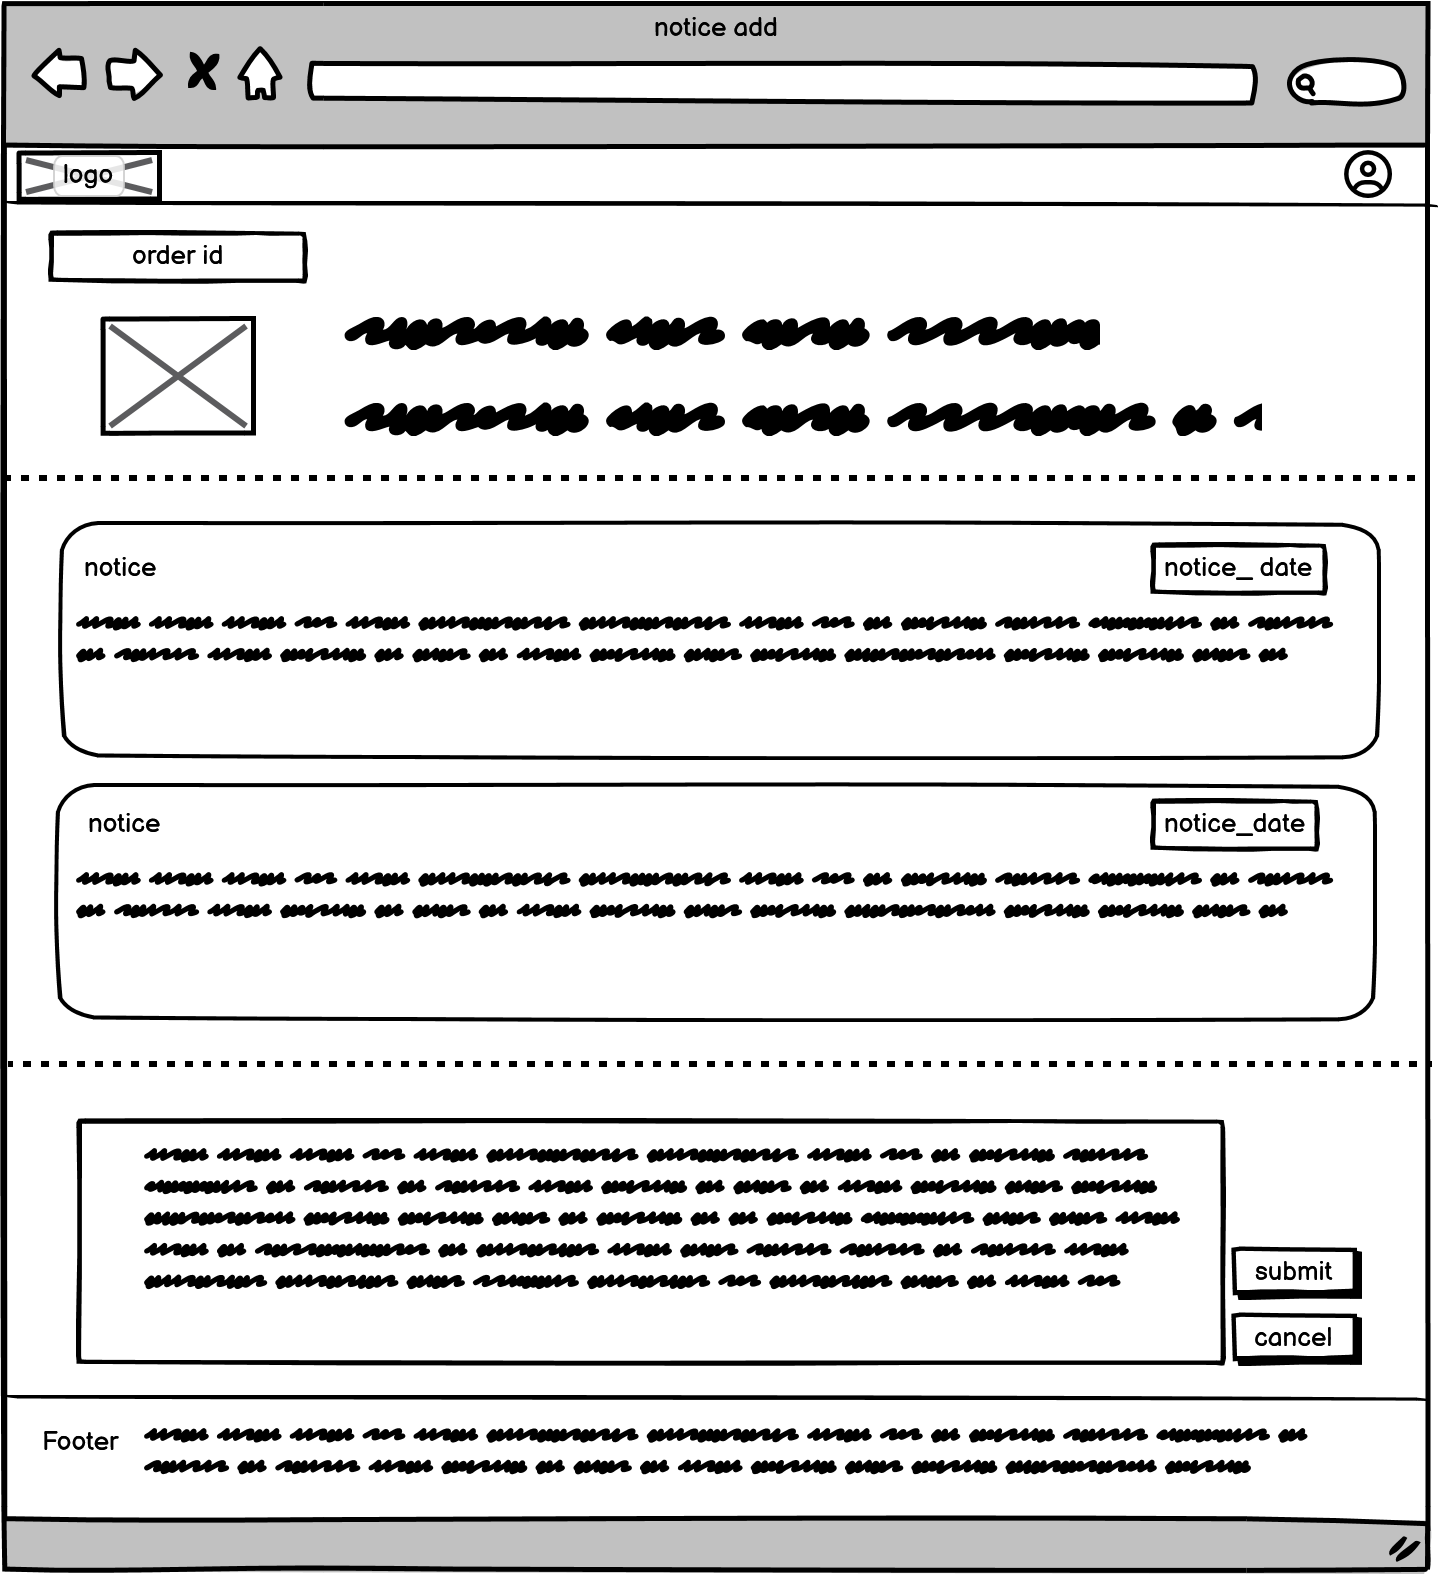 notice add
logo
order id
notice
notice_ date
notice
notice_date
submit
cancel
Footer